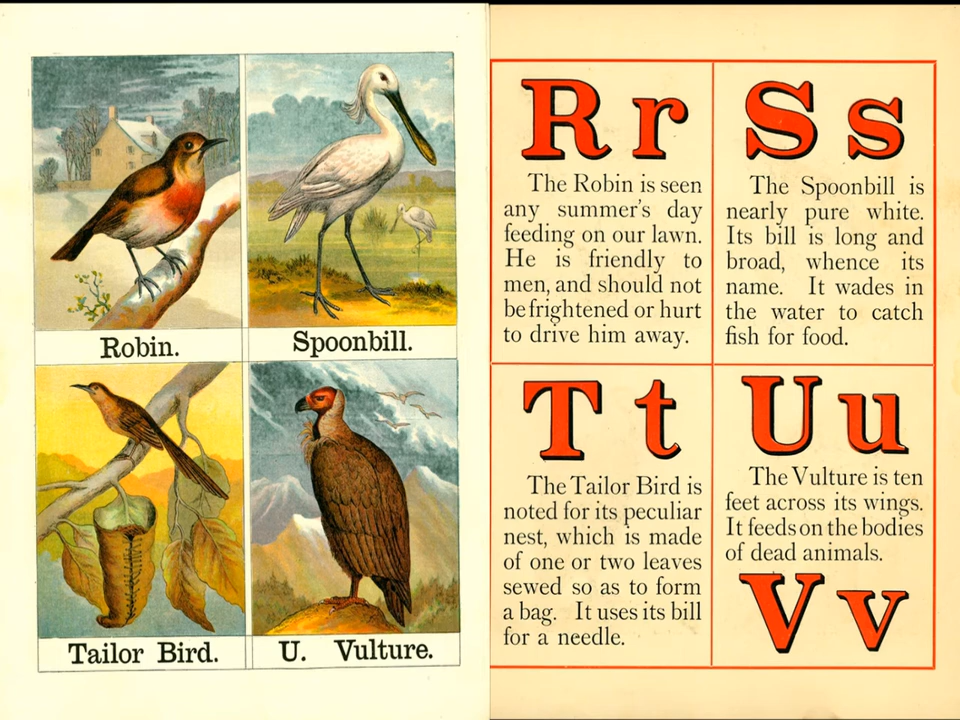 Robin.
Spoonbill.
Tailor Bird.
U. Vulture.
R r
The Robin is seen
any summer's day
feeding on our lawn.
He is friendly to
men, and should not
be frightened or hurt
to drive him away.
S s
The Spoonbill is
nearly pure white.
Its bill is long and
broad, whence its
name. It wades in
the water to catch
fish for food.
T t
The Tailor Bird is
noted for its peculiar
nest, which is made
of one or two leaves
sewed so as to form
a bag. It uses its bill
for a needle.
U u
The Vulture is ten
feet across its wings.
It feeds on the bodies
of dead animals.
V v